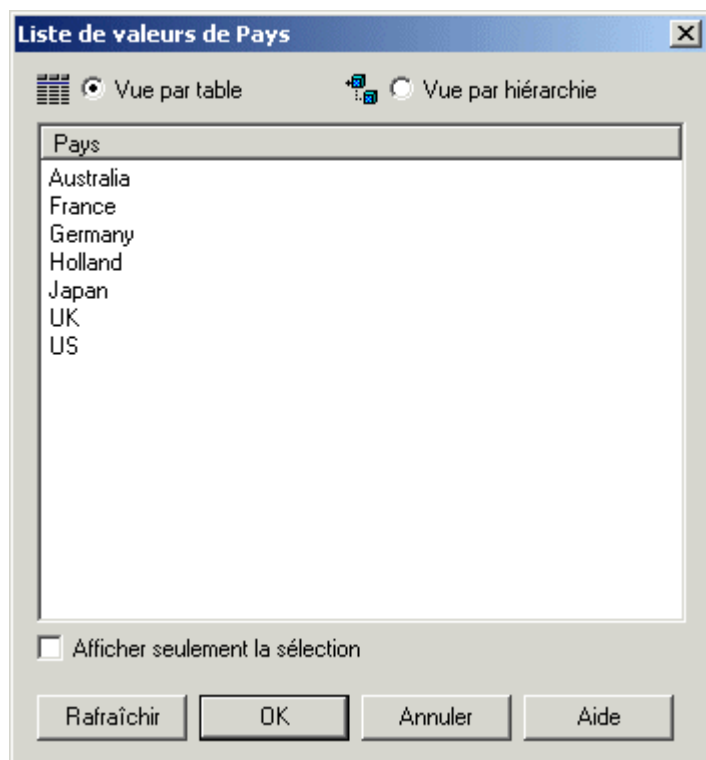 Liste de valeurs de Pays
Vue par table Vue par hiérarchie
Pays
Australia
France
Germany
Holland
Japan
UK
US
Afficher seulement la sélection
Rafraîchir OK Annuler Aide